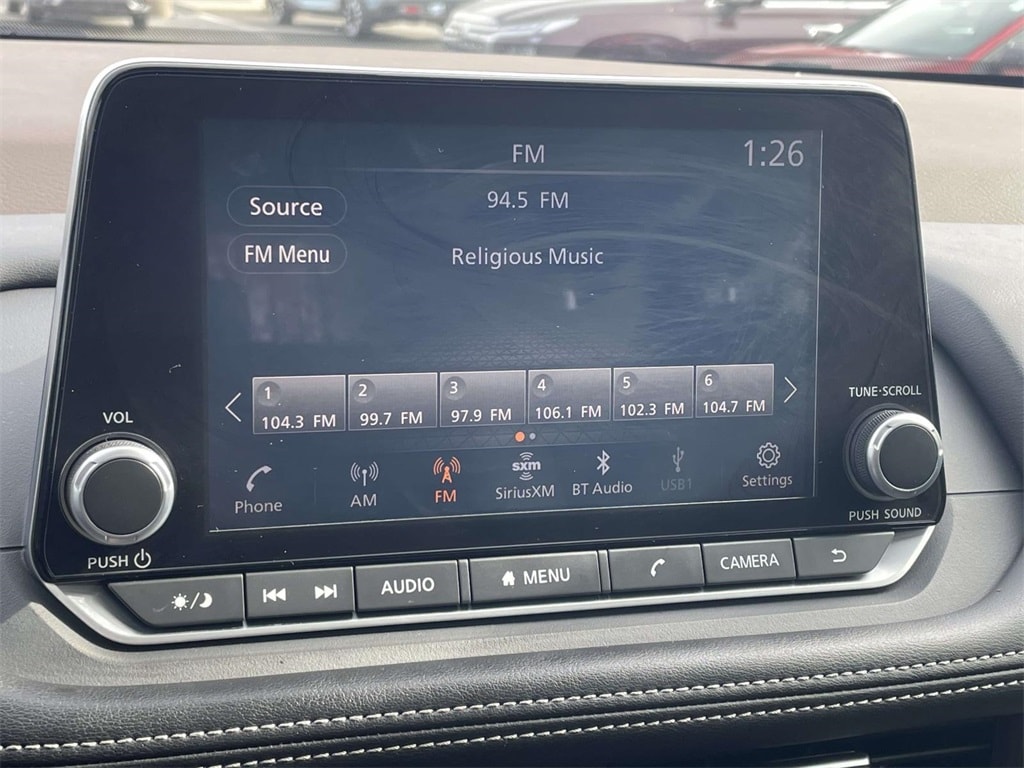 FM
1:26
Source
94.5 FM
FM Menu
Religious Music
1
2
3
4
5
6
104.3 FM
99.7 FM
97.9 FM
106.1 FM
102.3 FM
104.7 FM
Phone
AM
FM
sxm
SiriusXM
BT Audio
USB1
Settings
VOL
PUSH
TUNE·SCROLL
PUSH SOUND
AUDIO
MENU
CAMERA